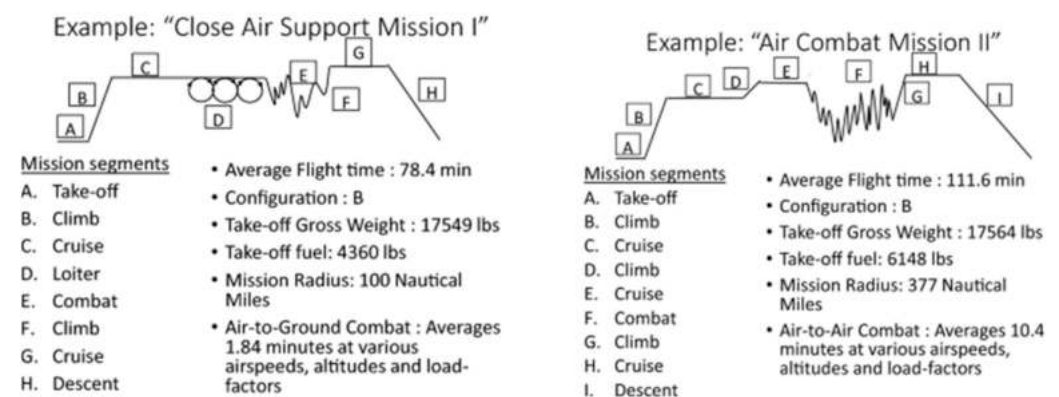 Example: “Close Air Support Mission I”
C
G
E
B
H
F
D
A
Mission segments
A. Take-off
B. Climb
C. Cruise
D. Loiter
E. Combat
F. Climb
G. Cruise
H. Descent
• Average Flight time : 78.4 min
• Configuration : B
• Take-off Gross Weight : 17549 lbs
• Take-off fuel: 4360 lbs
• Mission Radius: 100 Nautical
Miles
• Air-to-Ground Combat : Averages
1.84 minutes at various
airspeeds, altitudes and load-
factors
Example: “Air Combat Mission II”
H
E
F
D
C
G
I
B
A
Mission segments
A. Take-off
B. Climb
C. Cruise
D. Climb
E. Cruise
F. Combat
G. Climb
H. Cruise
I. Descent
• Average Flight time : 111.6 min
• Configuration : B
• Take-off Gross Weight : 17564 lbs
• Take-off fuel: 6148 lbs
• Mission Radius: 377 Nautical
Miles
• Air-to-Air Combat : Averages 10.4
minutes at various airspeeds,
altitudes and load-factors